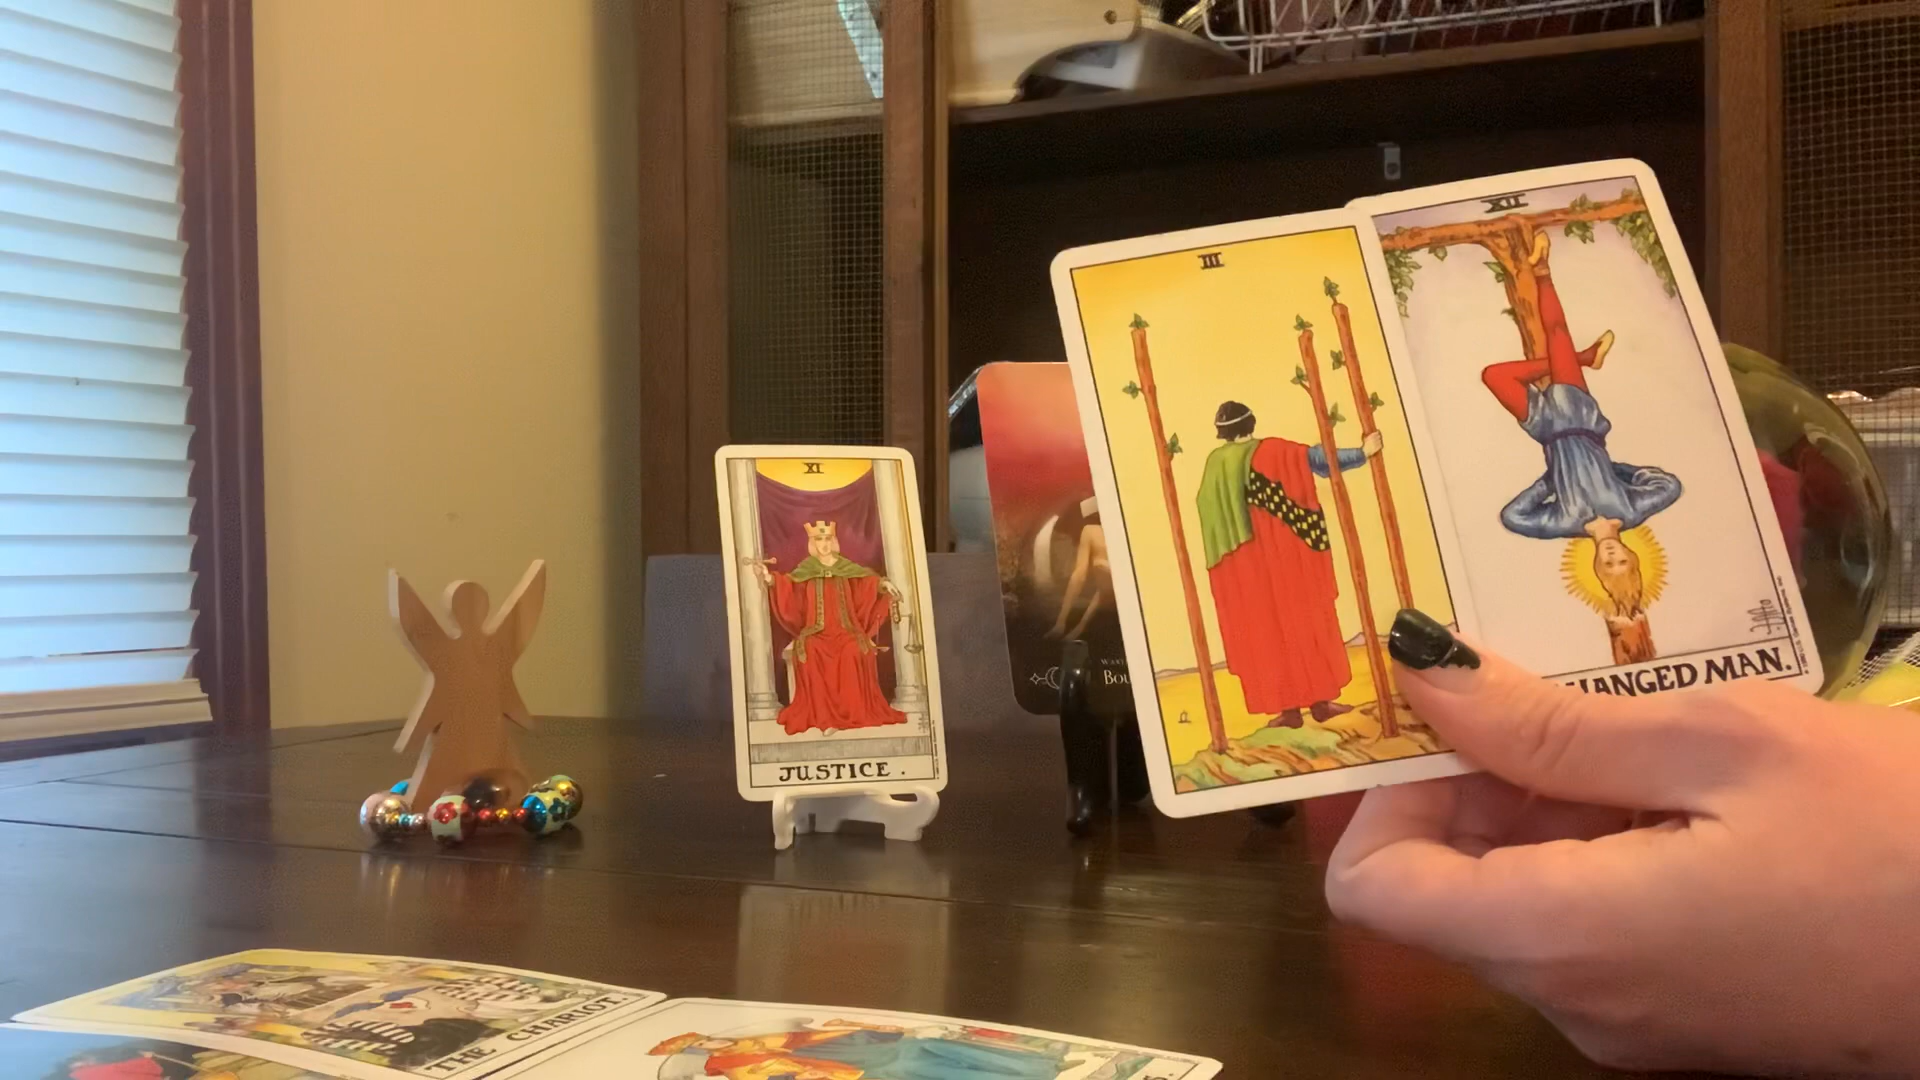 XI
JUSTICE.
III
XII
HANGED MAN.
THE CHARIOT.